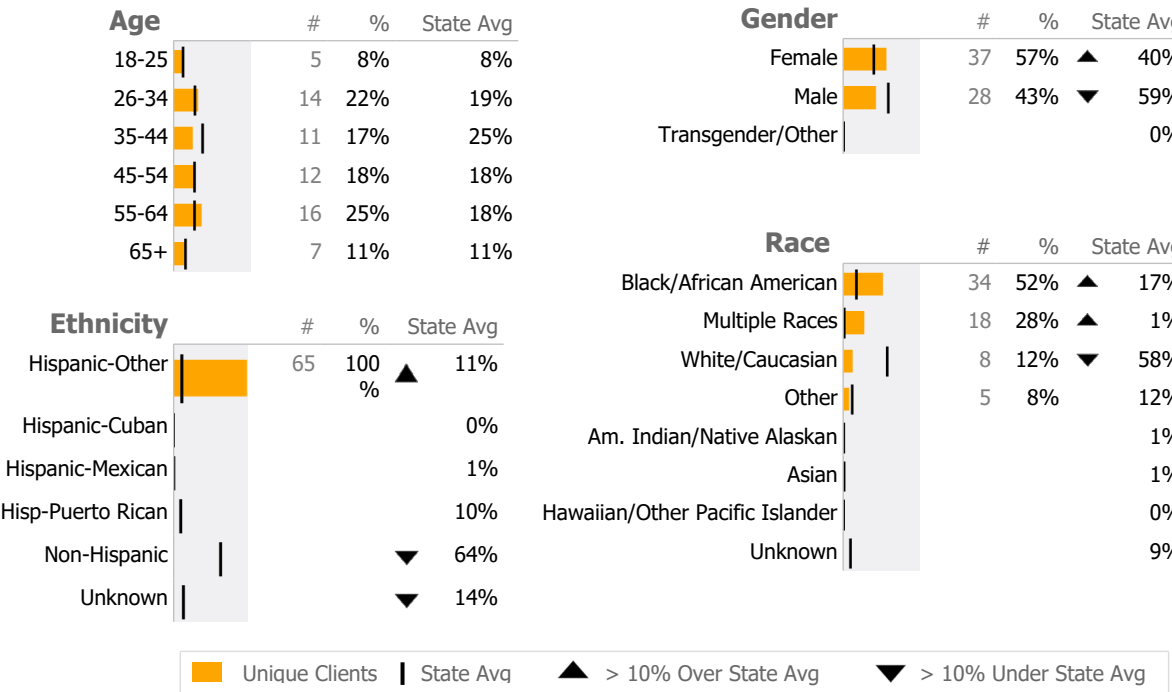 Age # % State Avg
18-25 5 8% 8%
26-34 14 22% 19%
35-44 11 17% 25%
45-54 12 18% 18%
55-64 16 25% 18%
65+ 7 11% 11%
Ethnicity # % State Avg
Hispanic-Other 65 100 11%
%
Hispanic-Cuban 0%
Hispanic-Mexican 1%
Hisp-Puerto Rican 10%
Non-Hispanic ▼ 64%
Unknown ▼ 14%
Gender # % State Avg
Female 37 57% ▲ 40%
Male 28 43% ▼ 59%
Transgender/Other 0%
Race # % State Avg
Black/African American 34 52% ▲ 17%
Multiple Races 18 28% ▲ 1%
White/Caucasian 8 12% ▼ 58%
Other 5 8% 12%
Am. Indian/Native Alaskan 1%
Asian 1%
Hawaiian/Other Pacific Islander 0%
Unknown 9%
Unique Clients State Avg ▲ > 10% Over State Avg ▼ > 10% Under State Avg